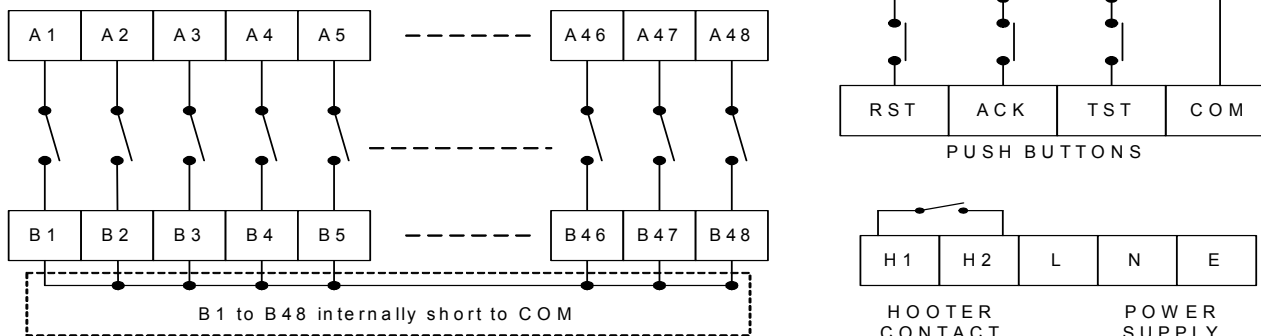 A1 A2 A3 A4 A5 A46 A47 A48
RST ACK TST COM
PUSH BUTTONS
B1 B2 B3 B4 B5 B46 B47 B48
B1 to B48 internally short to COM
H1 H2 L N E
HOOTER POWER
CONTACT SUPPLY